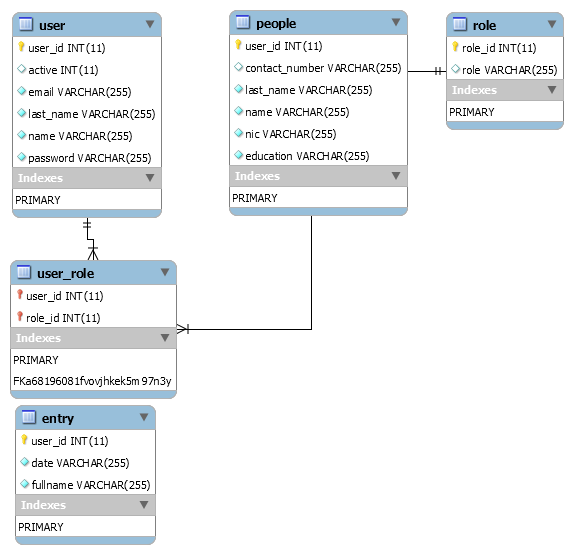 user
user_id INT(11)
active INT(11)
email VARCHAR(255)
last_name VARCHAR(255)
name VARCHAR(255)
password VARCHAR(255)
Indexes
PRIMARY
people
user_id INT(11)
contact_number VARCHAR(255)
last_name VARCHAR(255)
name VARCHAR(255)
nic VARCHAR(255)
education VARCHAR(255)
Indexes
PRIMARY
role
role_id INT(11)
role VARCHAR(255)
Indexes
PRIMARY
user_role
user_id INT(11)
role_id INT(11)
Indexes
PRIMARY
FKa68196081fvovjhkek5m97n3y
entry
user_id INT(11)
date VARCHAR(255)
fullname VARCHAR(255)
Indexes
PRIMARY